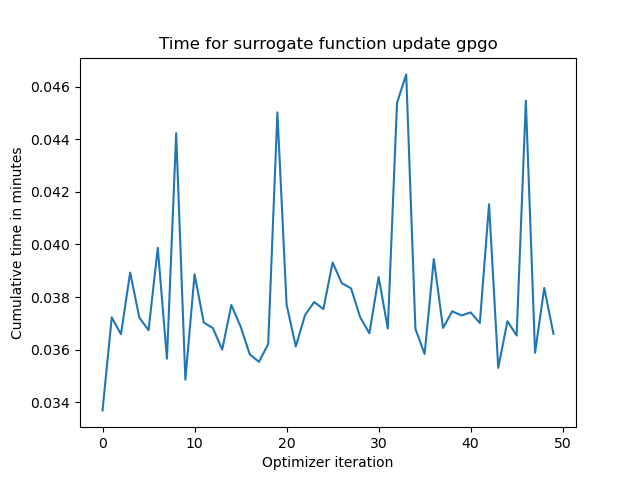 Time for surrogate function update gpgo
Cumulative time in minutes
0.046
0.044
0.042
0.040
0.038
0.036
0.034
0 10 20 30 40 50
Optimizer iteration